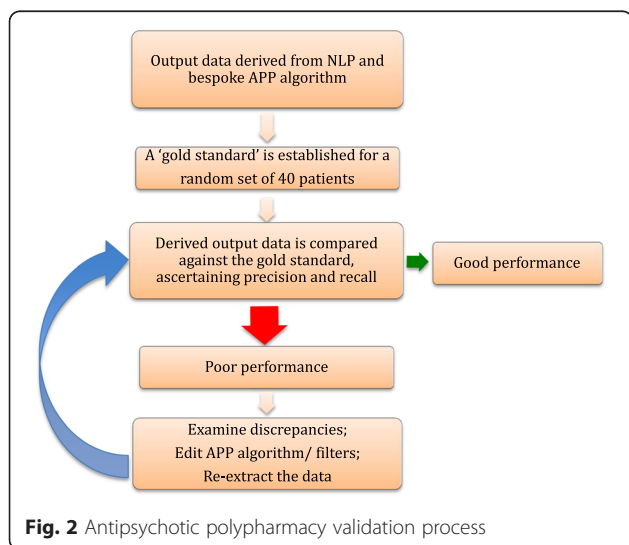 Output data derived from NLP and
bespoke APP algorithm
A ‘gold standard’ is established for a
random set of 40 patients
Derived output data is compared
against the gold standard,
ascertaining precision and recall
Good performance
Poor performance
Examine discrepancies;
Edit APP algorithm/ filters;
Re-extract the data
Fig. 2 Antipsychotic polypharmacy validation process